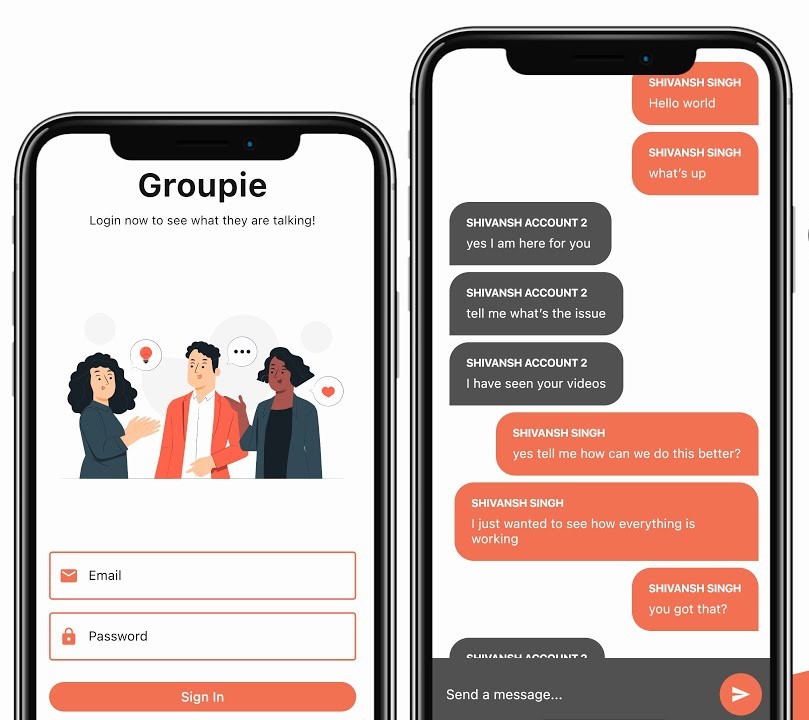 Groupie
Login now to see what they are talking!
Email
Password
Sign In
SHIVANSH SINGH
Hello world
SHIVANSH SINGH
what's up
SHIVANSH ACCOUNT 2
yes I am here for you
SHIVANSH ACCOUNT 2
tell me what's the issue
SHIVANSH ACCOUNT 2
I have seen your videos
SHIVANSH SINGH
yes tell me how can we do this better?
SHIVANSH SINGH
I just wanted to see how everything is
working
SHIVANSH SINGH
you got that?
SHIVANSH ACCOUNT 2
Send a message...